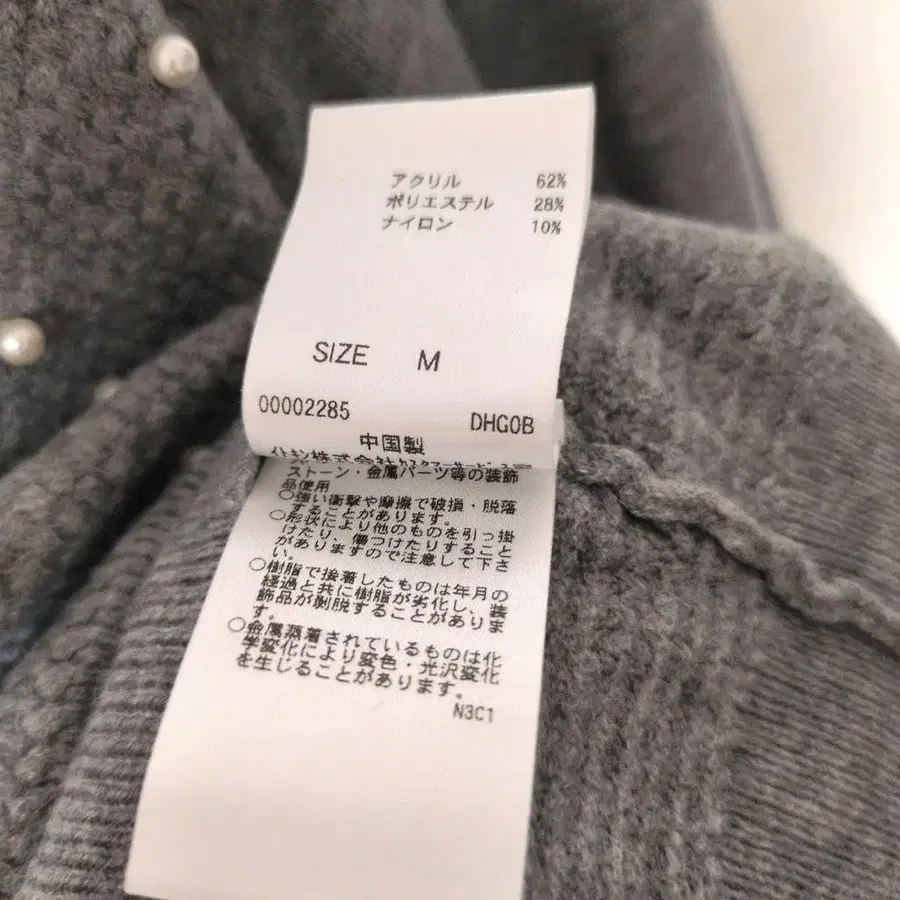 アクリル 62%
ポリエステル 28%
ナイロン 10%
SIZE M
00002285 DHG0B
中国製
イトキン株式会社
ストーン・金属パーツ等の装飾
品使用
○強い衝撃や摩擦で破損・脱落
することがあります。
○形状により他のものを引っ掛
けたり、傷つけたりすること
がありますので注意して下さ
い。
○樹脂で接着したものは年月の
経過と共に樹脂が劣化し、装
飾品が剥脱することがありま
す。
○金属蒸着されているものは化
学変化により変色・光沢変化
を生じることがあります。
N3C1